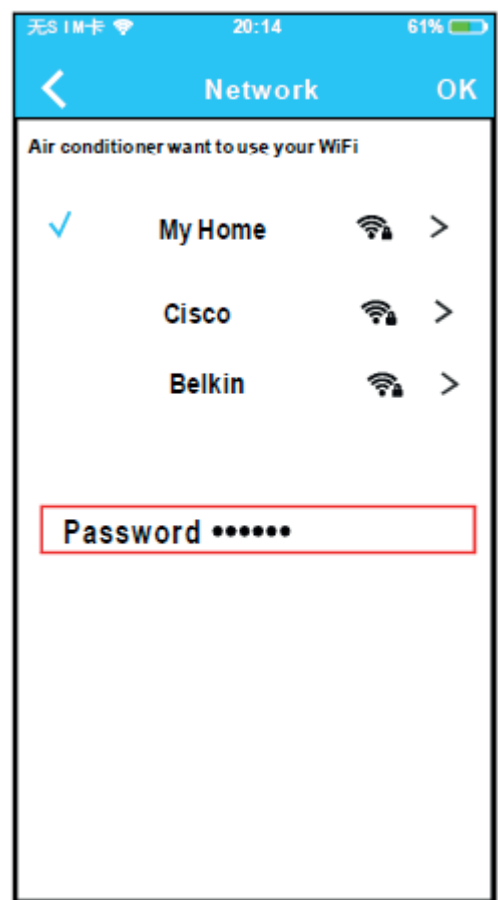 无SIM卡 20:14 61%
Network OK
Air conditioner want to use your WiFi
My Home
Cisco
Belkin
Password ••••••